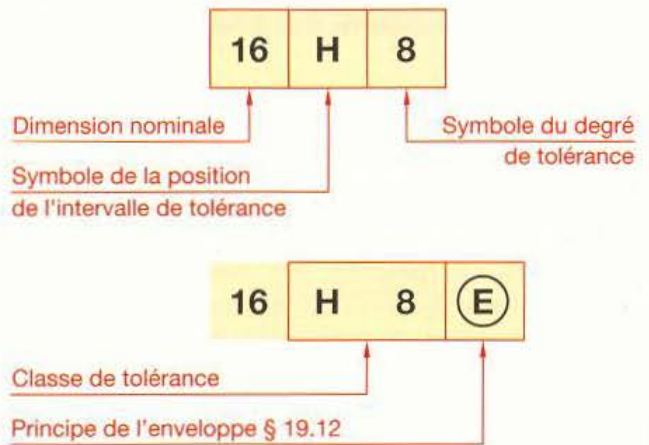 16 H 8
Dimension nominale
Symbole du degré
de tolérance
Symbole de la position
de l'intervalle de tolérance
16 H 8 E
Classe de tolérance
Principe de l'enveloppe § 19.12